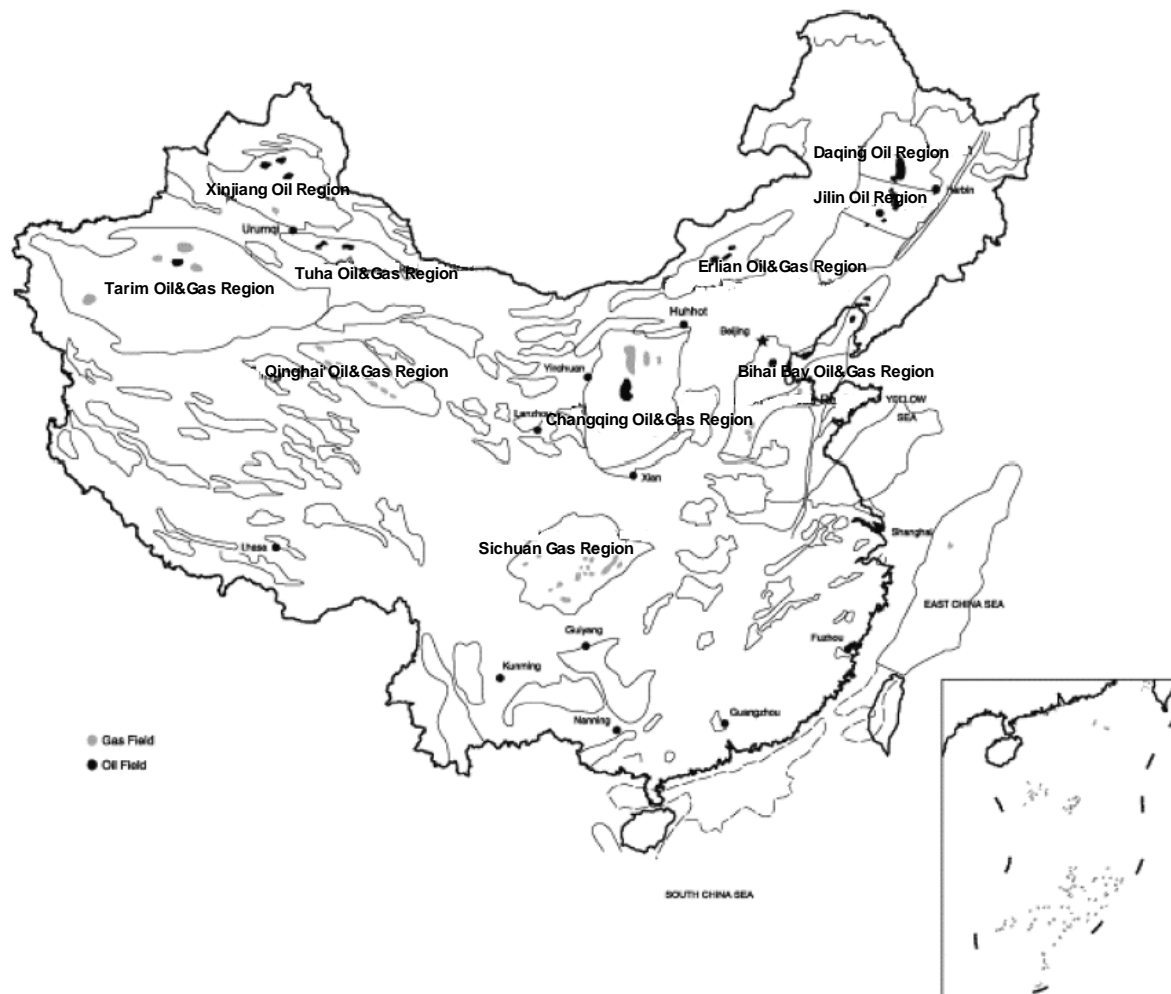 Daqing Oil Region
Harbin
Jilin Oil Region
Xinjiang Oil Region
Urumqi
Tuha Oil&Gas Region
Erlian Oil&Gas Region
Tarim Oil&Gas Region
Huhhot
Beijing
Qinghai Oil&Gas Region
Yinchuan
Bihai Bay Oil&Gas Region
YELLOW
SEA
Lanzhou
Changqing Oil&Gas Region
Xian
Shanghai
Sichuan Gas Region
Lhasa
EAST CHINA SEA
Guiyang
Fuzhou
Kunming
Nanning
Guangzhou
Gas Field
Oil Field
SOUTH CHINA SEA